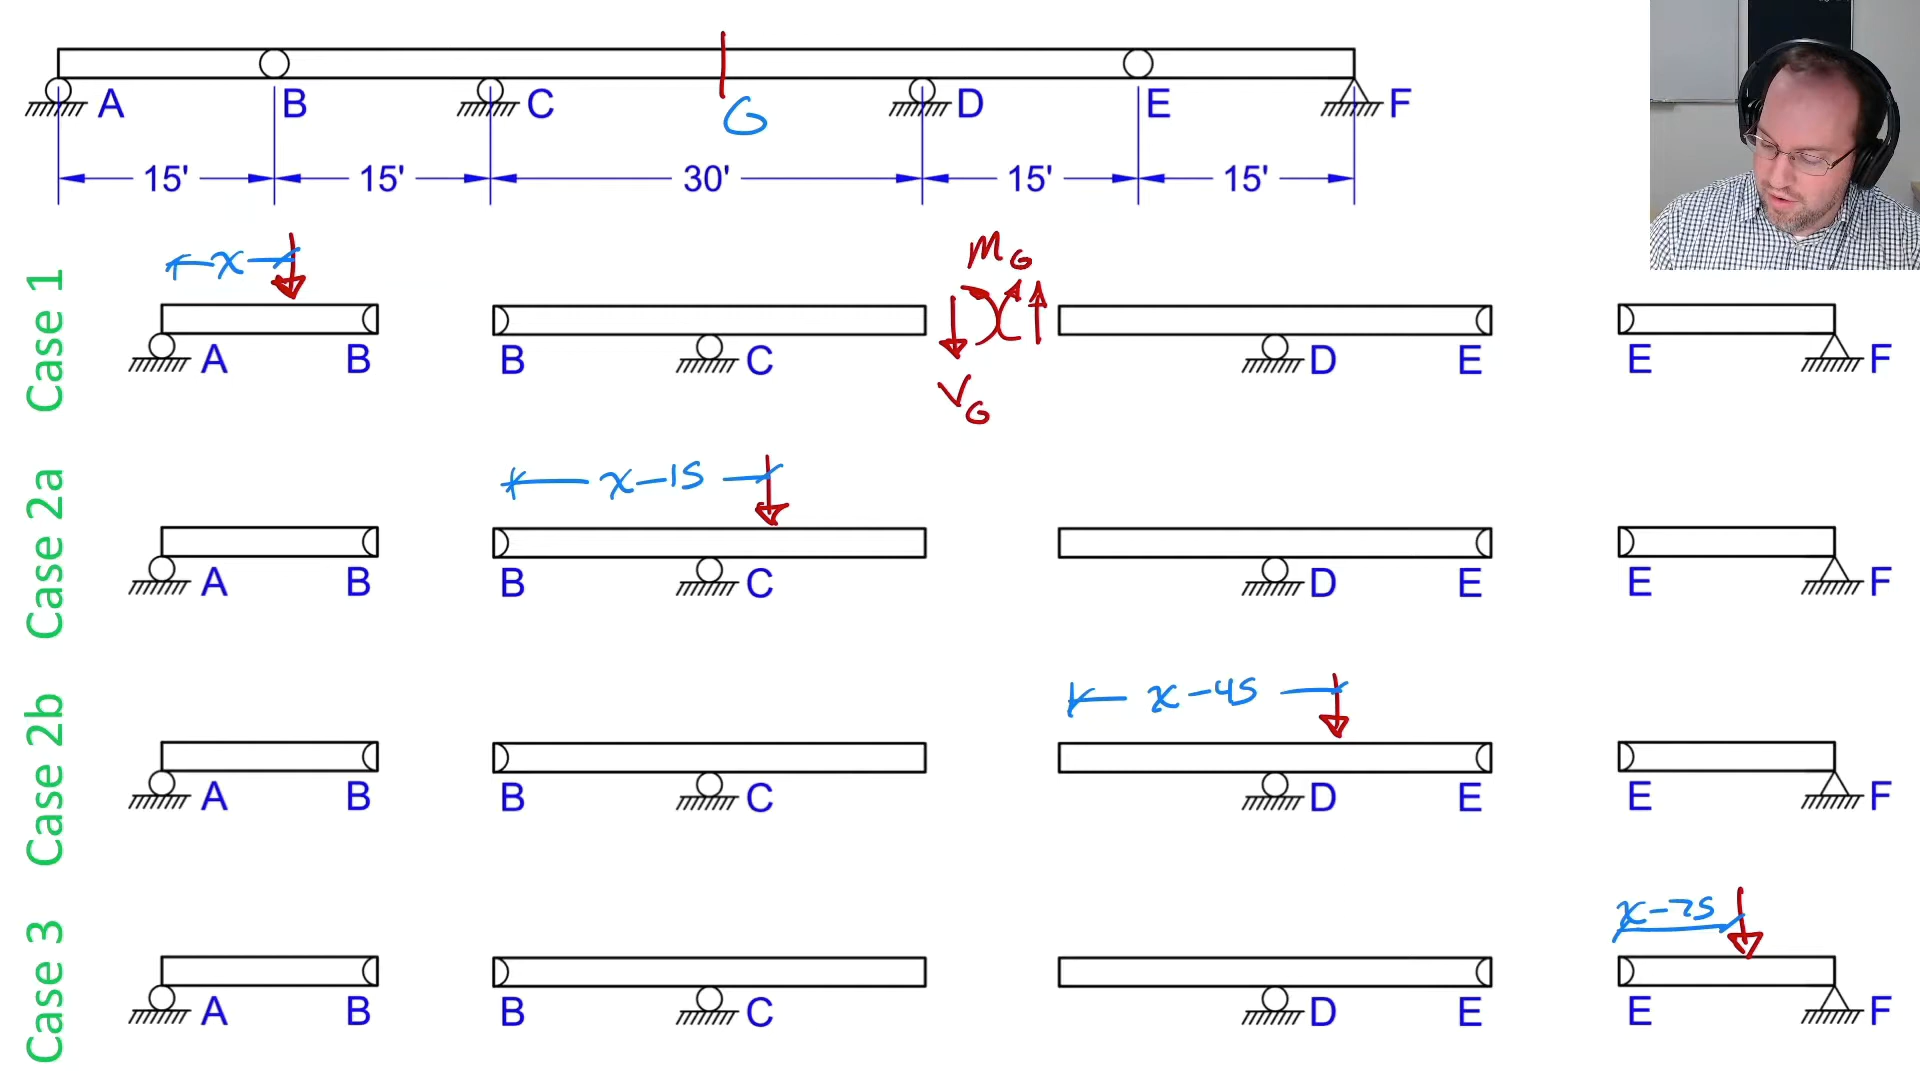 A B C G D E F
15' 15' 30' 15' 15'
Case 1
x
M_G
V_G
A B B C D E E F
Case 2a
x-15
A B B C D E E F
Case 2b
x-45
A B B C D E E F
Case 3
x-75
A B B C D E E F